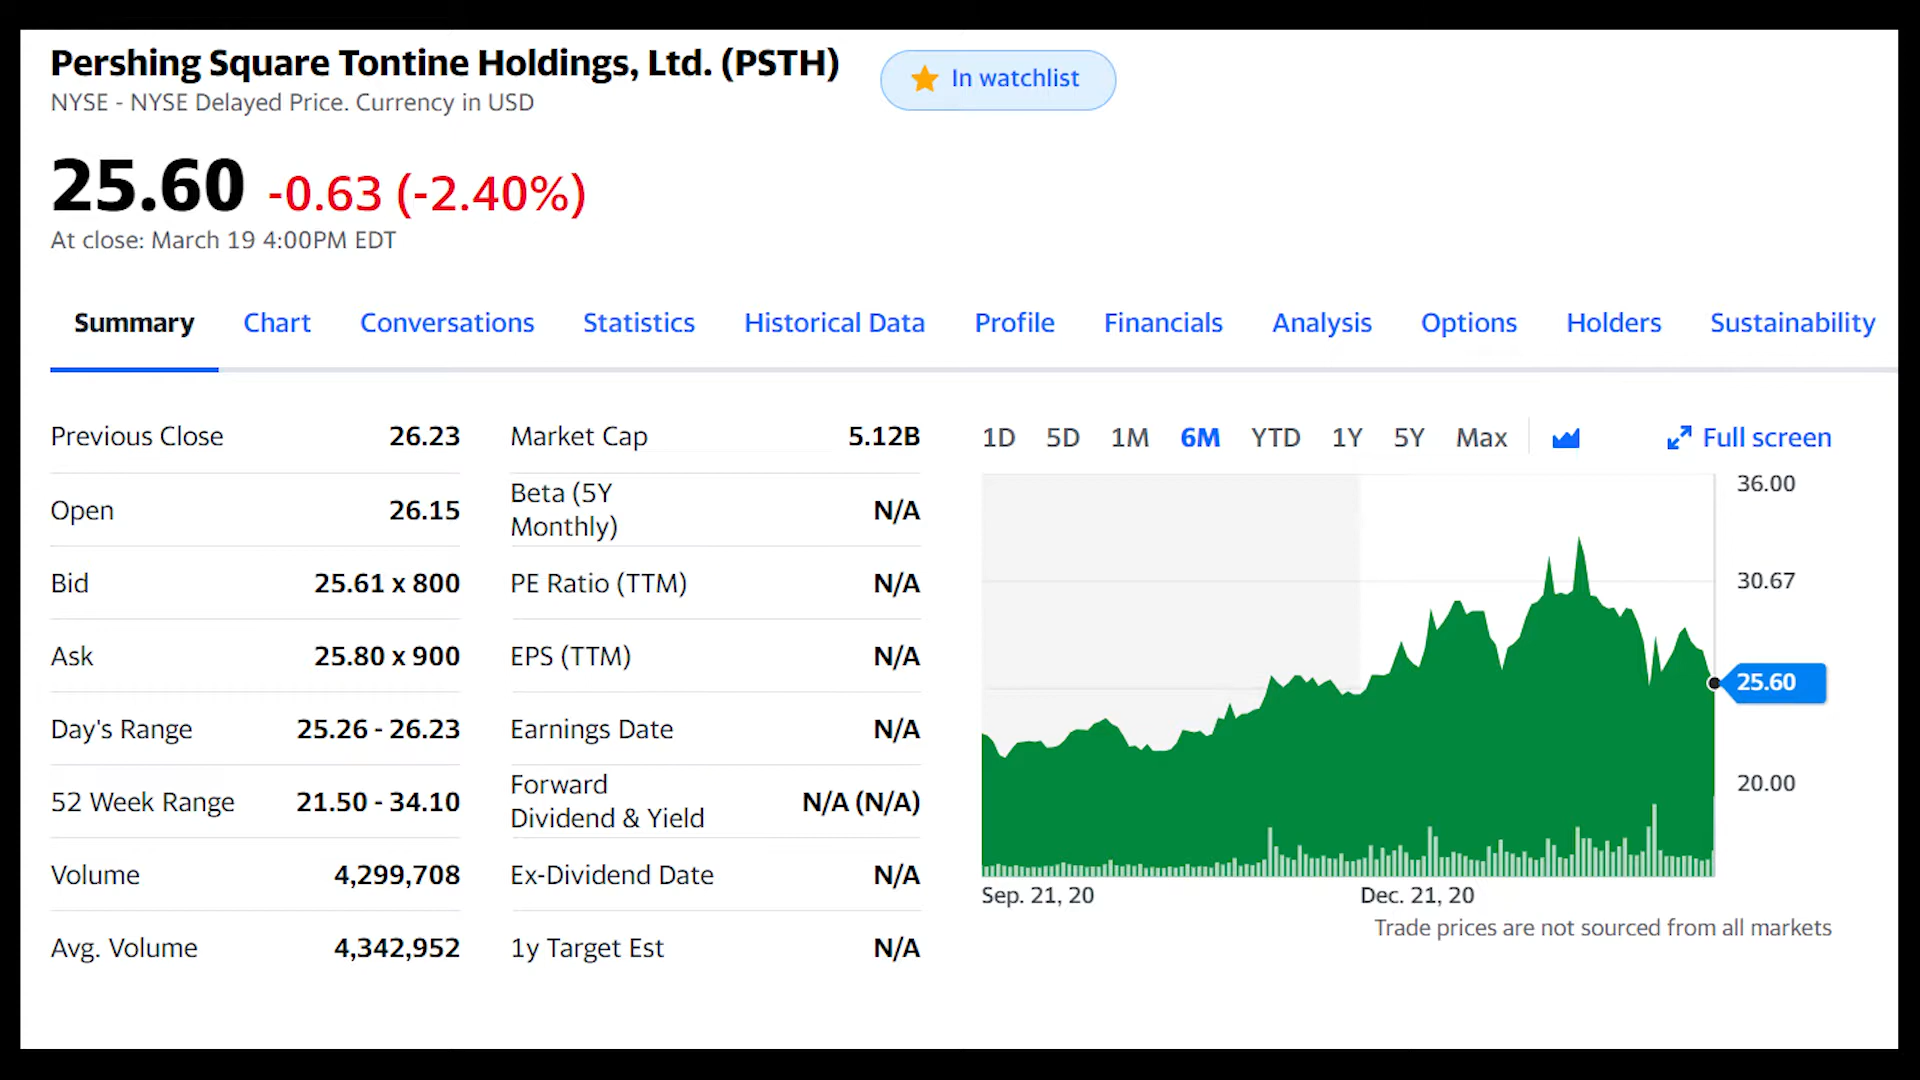 Pershing Square Tontine Holdings, Ltd. (PSTH)
In watchlist
NYSE - NYSE Delayed Price. Currency in USD
25.60 -0.63 (-2.40%)
At close: March 19 4:00PM EDT
Summary Chart Conversations Statistics Historical Data Profile Financials Analysis Options Holders Sustainability
Previous Close 26.23
Open 26.15
Bid 25.61 x 800
Ask 25.80 x 900
Day's Range 25.26 - 26.23
52 Week Range 21.50 - 34.10
Volume 4,299,708
Avg. Volume 4,342,952
Market Cap 5.12B
Beta (5Y
Monthly) N/A
PE Ratio (TTM) N/A
EPS (TTM) N/A
Earnings Date N/A
Forward
Dividend & Yield N/A (N/A)
Ex-Dividend Date N/A
1y Target Est N/A
1D 5D 1M 6M YTD 1Y 5Y Max Full screen
36.00
30.67
25.60
20.00
Sep. 21, 20 Dec. 21, 20
Trade prices are not sourced from all markets